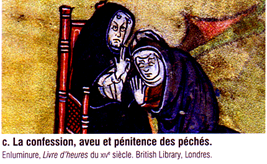 c. La confession, aveu et pénitence des péchés.
Enluminure, Livre d'heures du XIVe siècle. British Library, Londres.